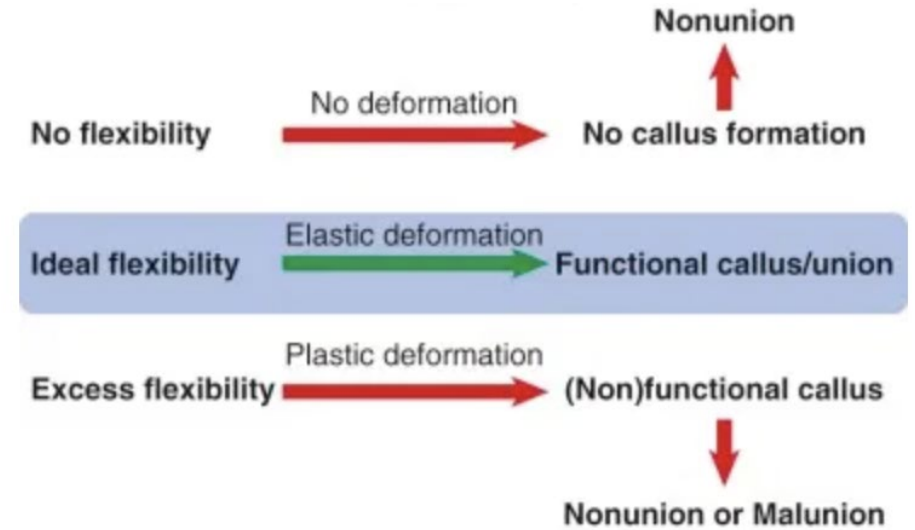 Nonunion
No deformation
No flexibility
No callus formation
Elastic deformation
Ideal flexibility
Functional callus/union
Plastic deformation
Excess flexibility
(Non)functional callus
Nonunion or Malunion